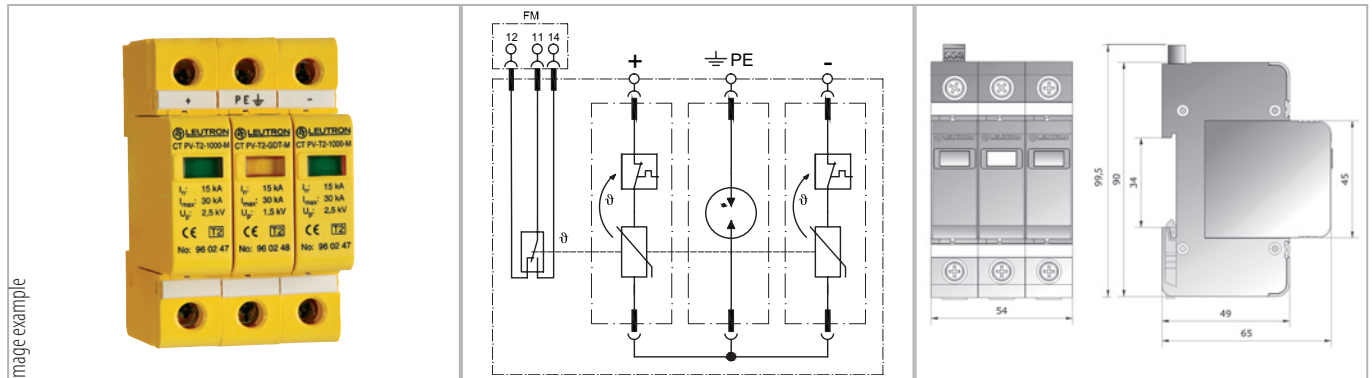 +
PE
-
LEUTRON
LEUTRON
LEUTRON
CT PV-T2-1000-M
CT PV-T2-GDT-M
CT PV-T2-1000-M
In: 15 kA
Imax: 30 kA
Up: 2,5 kV
CE T2
No: 96 02 47
In: 15 kA
Imax: 30 kA
Up: 1,5 kV
CE T2
No: 96 02 48
In: 15 kA
Imax: 30 kA
Up: 2,5 kV
CE T2
No: 96 02 47
mage example
FM
12 11 14
+
PE
-
ϑ
ϑ
ϑ
LEUTRON
LEUTRON
LEUTRON
54
99,5
90
34
45
49
65